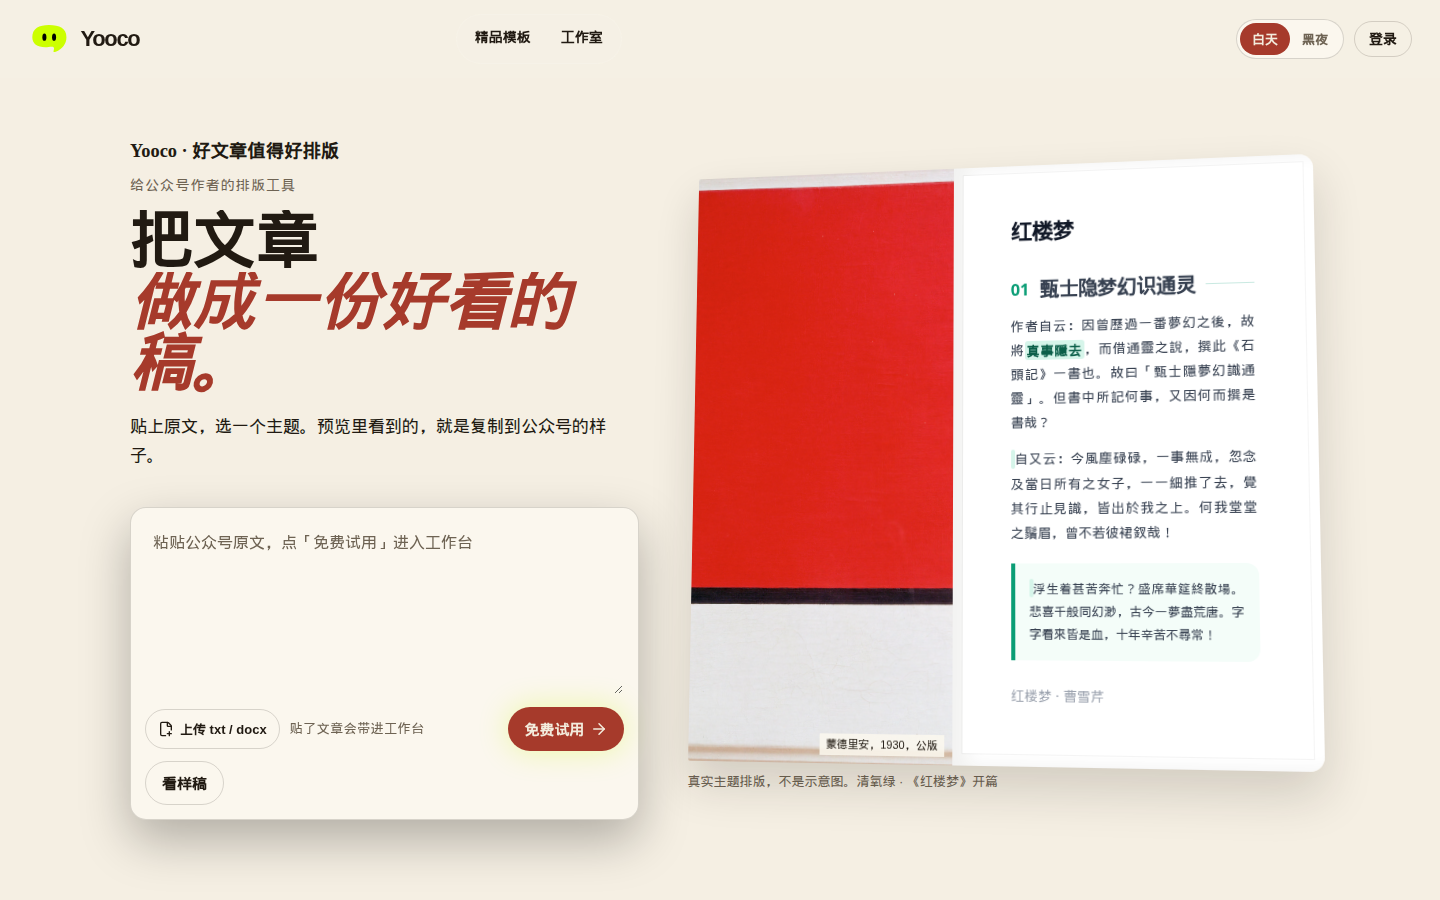 Yooco
精品模板
工作室
白天
黑夜
登录
Yooco · 好文章值得好排版
给公众号作者的排版工具
把文章
做成一份好看的
稿。
贴上原文，选一个主题。预览里看到的，就是复制到公众号的样
子。
粘贴公众号原文，点「免费试用」进入工作台
上传 txt / docx
贴了文章会带进工作台
免费试用
看样稿
红楼梦
01 甄士隐梦幻识通灵
作者自云：因曾歷過一番夢幻之後，故
將真事隱去，而借通靈之說，撰此《石
頭記》一書也。故曰「甄士隱夢幻識通
靈」。但書中所記何事，又因何而撰是
書哉？
自又云：今風塵碌碌，一事無成，忽念
及當日所有之女子，一一細推了去，覺
其行止見識，皆出於我之上。何我堂堂
之鬚眉，曾不若彼裙釵哉！
浮生着甚苦奔忙？盛席華筵終散場。
悲喜千般同幻渺，古今一夢盡荒唐。字
字看來皆是血，十年辛苦不尋常！
红楼梦 · 曹雪芹
蒙德里安，1930，公版
真实主题排版，不是示意图。清氧绿 · 《红楼梦》开篇